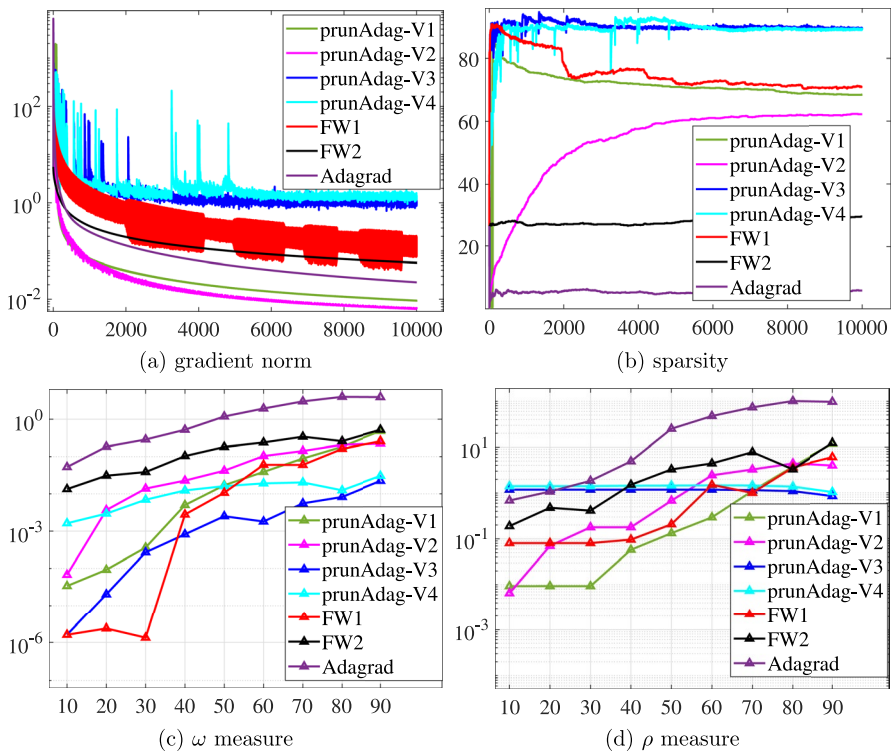 10^2
10^0
10^-2
0 2000 4000 6000 8000 10000
prunAdag-V1
prunAdag-V2
prunAdag-V3
prunAdag-V4
FW1
FW2
Adagrad
(a) gradient norm
80
60
40
20
0 2000 4000 6000 8000 10000
prunAdag-V1
prunAdag-V2
prunAdag-V3
prunAdag-V4
FW1
FW2
Adagrad
(b) sparsity
10^0
10^-3
10^-6
10 20 30 40 50 60 70 80 90
prunAdag-V1
prunAdag-V2
prunAdag-V3
prunAdag-V4
FW1
FW2
Adagrad
(c) ω measure
10^1
10^-1
10^-3
10 20 30 40 50 60 70 80 90
prunAdag-V1
prunAdag-V2
prunAdag-V3
prunAdag-V4
FW1
FW2
Adagrad
(d) ρ measure